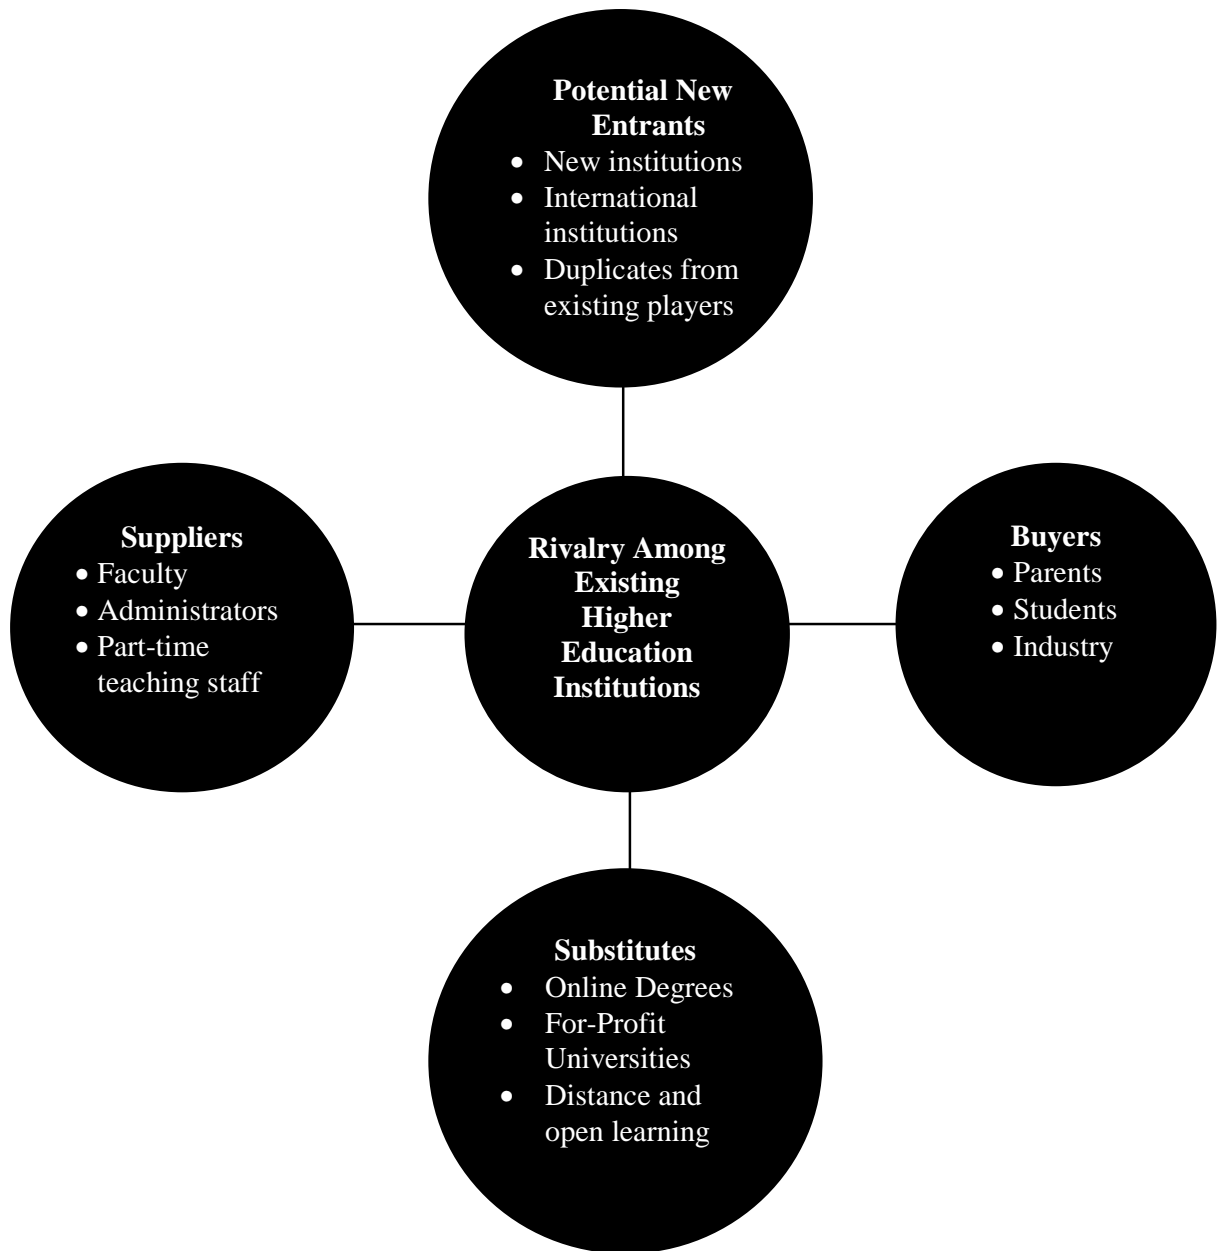 Potential New
Entrants
• New institutions
• International
institutions
• Duplicates from
existing players
Suppliers
• Faculty
• Administrators
• Part-time
teaching staff
Rivalry Among
Existing
Higher
Education
Institutions
Buyers
• Parents
• Students
• Industry
Substitutes
• Online Degrees
• For-Profit
Universities
• Distance and
open learning